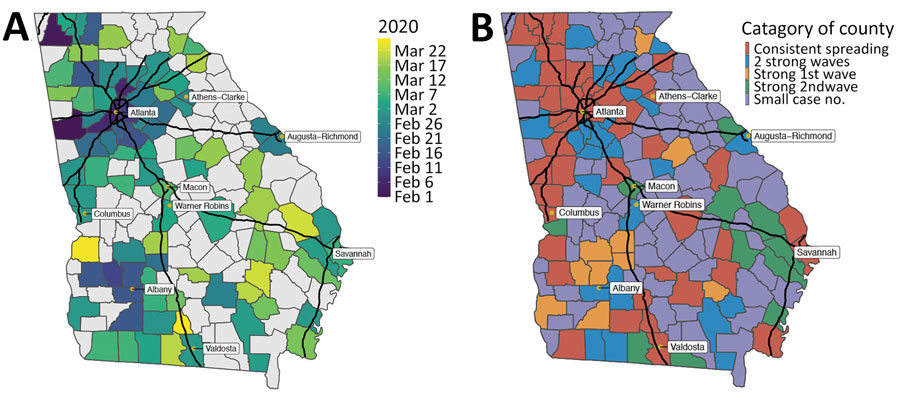 A
2020
Mar 22
Mar 17
Mar 12
Mar 7
Mar 2
Feb 26
Feb 21
Feb 16
Feb 11
Feb 6
Feb 1
Athens-Clarke
Atlanta
Augusta-Richmond
Macon
Warner Robins
Columbus
Savannah
Albany
Valdosta
B
Catagory of county
Consistent spreading
2 strong waves
Strong 1st wave
Strong 2ndwave
Small case no.
Athens-Clarke
Atlanta
Augusta-Richmond
Macon
Warner Robins
Columbus
Savannah
Albany
Valdosta